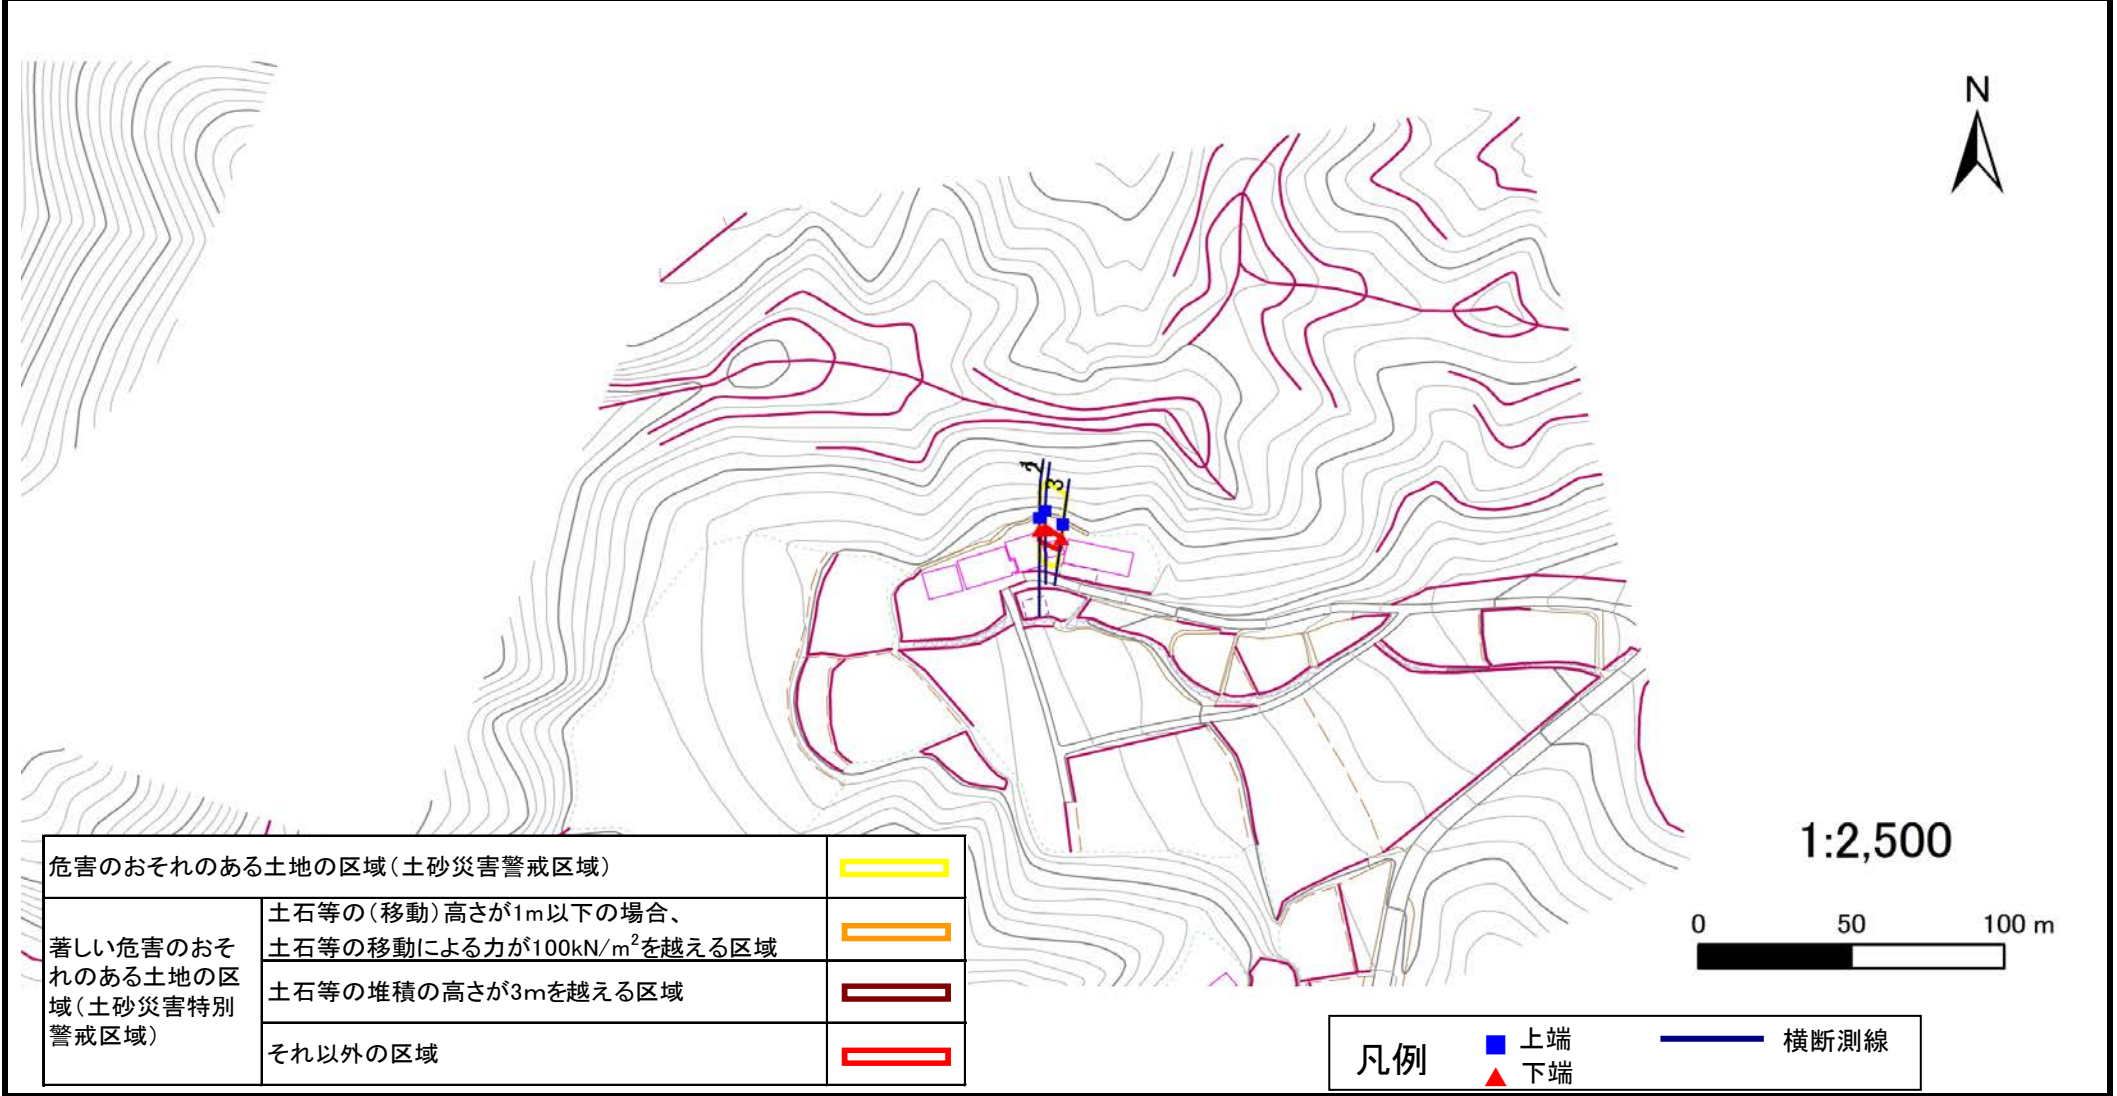 N
2
3
1:2,500
0 50 100 m
危害のおそれのある土地の区域(土砂災害警戒区域)
著しい危害のおそ
れのある土地の区
域(土砂災害特別
警戒区域)
土石等の(移動)高さが1m以下の場合、
土石等の移動による力が100kN/m²を越える区域
土石等の堆積の高さが3mを越える区域
それ以外の区域
凡例
上端
下端
横断測線